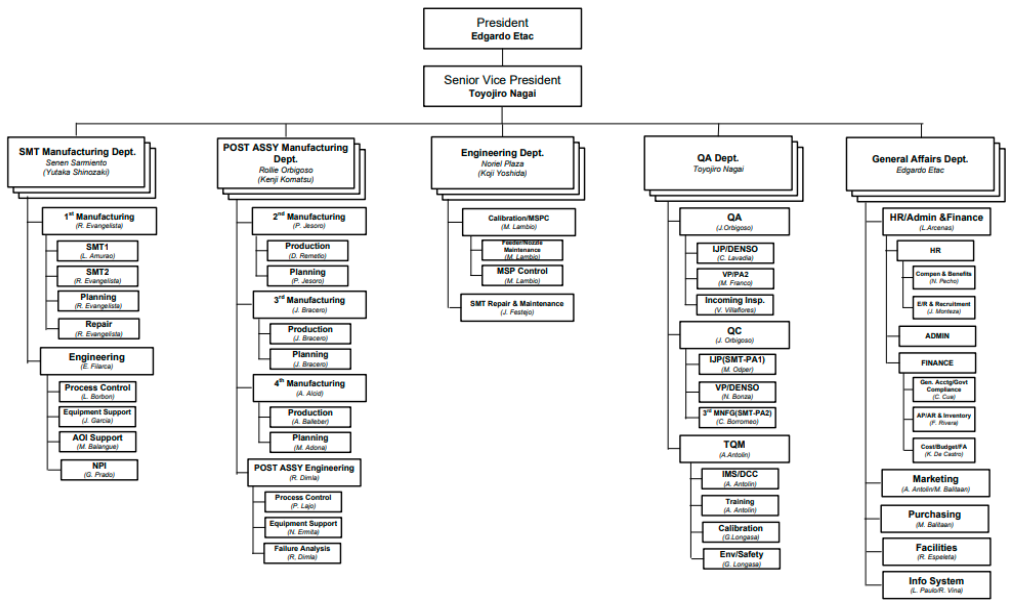 President
Edgardo Etac
Senior Vice President
Toyojiro Nagai
SMT Manufacturing Dept.
Senen Sarmiento
(Yutaka Shinozaki)
1st Manufacturing
(R. Evangelista)
SMT1
(L. Amurao)
SMT2
(R. Evangelista)
Planning
(R. Evangelista)
Repair
(R. Evangelista)
Engineering
(E. Filarca)
Process Control
(L. Borbon)
Equipment Support
(J. Garcia)
AOI Support
(M. Balangue)
NPI
(G. Prado)
POST ASSY Manufacturing
Dept.
Rollie Orbigoso
(Kenji Komatsu)
2nd Manufacturing
(P. Jesoro)
Production
(D. Remetio)
Planning
(P. Jesoro)
3rd Manufacturing
(J. Bracero)
Production
(J. Bracero)
Planning
(J. Bracero)
4th Manufacturing
(A. Alcid)
Production
(A. Balleber)
Planning
(M. Adona)
POST ASSY Engineering
(R. Dimla)
Process Control
(P. Lajo)
Equipment Support
(N. Ermita)
Failure Analysis
(R, Dimla)
Engineering Dept.
Noriel Plaza
(Koji Yoshida)
Calibration/MSPC
(M. Lambio)
Feeder/Nozzle
Maintenance
(M. Lambio)
MSP Control
(M. Lambio)
SMT Repair & Maintenance
(J. Festejo)
QA Dept.
Toyojiro Nagai
QA
(J.Orbigoso)
IJP/DENSO
(C. Lavadia)
VP/PA2
(M. Franco)
Incoming Insp.
(V. Villaflores)
QC
(J. Orbigoso)
IJP(SMT-PA1)
(M. Odper)
VP/DENSO
(N. Bonza)
3rd MNFG(SMT-PA2)
(C. Borromeo)
TQM
(A.Antolin)
IMS/DCC
(A. Antolin)
Training
(A. Antolin)
Calibration
(G.Longasa)
Env/Safety
(G. Longasa)
General Affairs Dept.
Edgardo Etac
HR/Admin &Finance
(L.Arcenas)
HR
Compen & Benefits
(N. Pecho)
E/R & Recruitment
(J. Monteza)
ADMIN
FINANCE
Gen. Acctg/Govt
Compliance
(C. Cua)
AP/AR & Inventory
(F. Rivera)
Cost/Budget/FA
(K. De Castro)
Marketing
(A. Antolin/M. Balitaan)
Purchasing
(M. Balitaan)
Facilities
(R. Espeleta)
Info System
(L. Paulo/R. Vina)